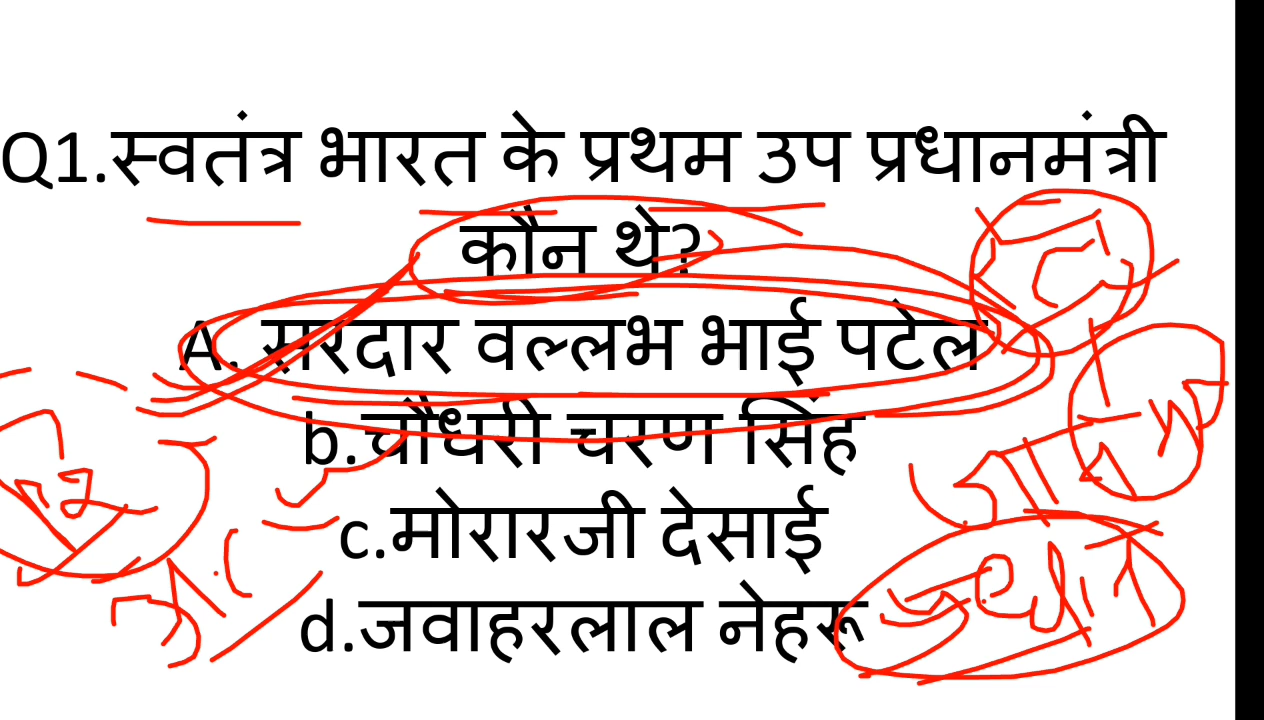 Q1.स्वतंत्र भारत के प्रथम उप प्रधानमंत्री
कौन थे?
A. सरदार वल्लभ भाई पटेल
b.चौधरी चरण सिंह
c.मोरारजी देसाई
d.जवाहरलाल नेहरू